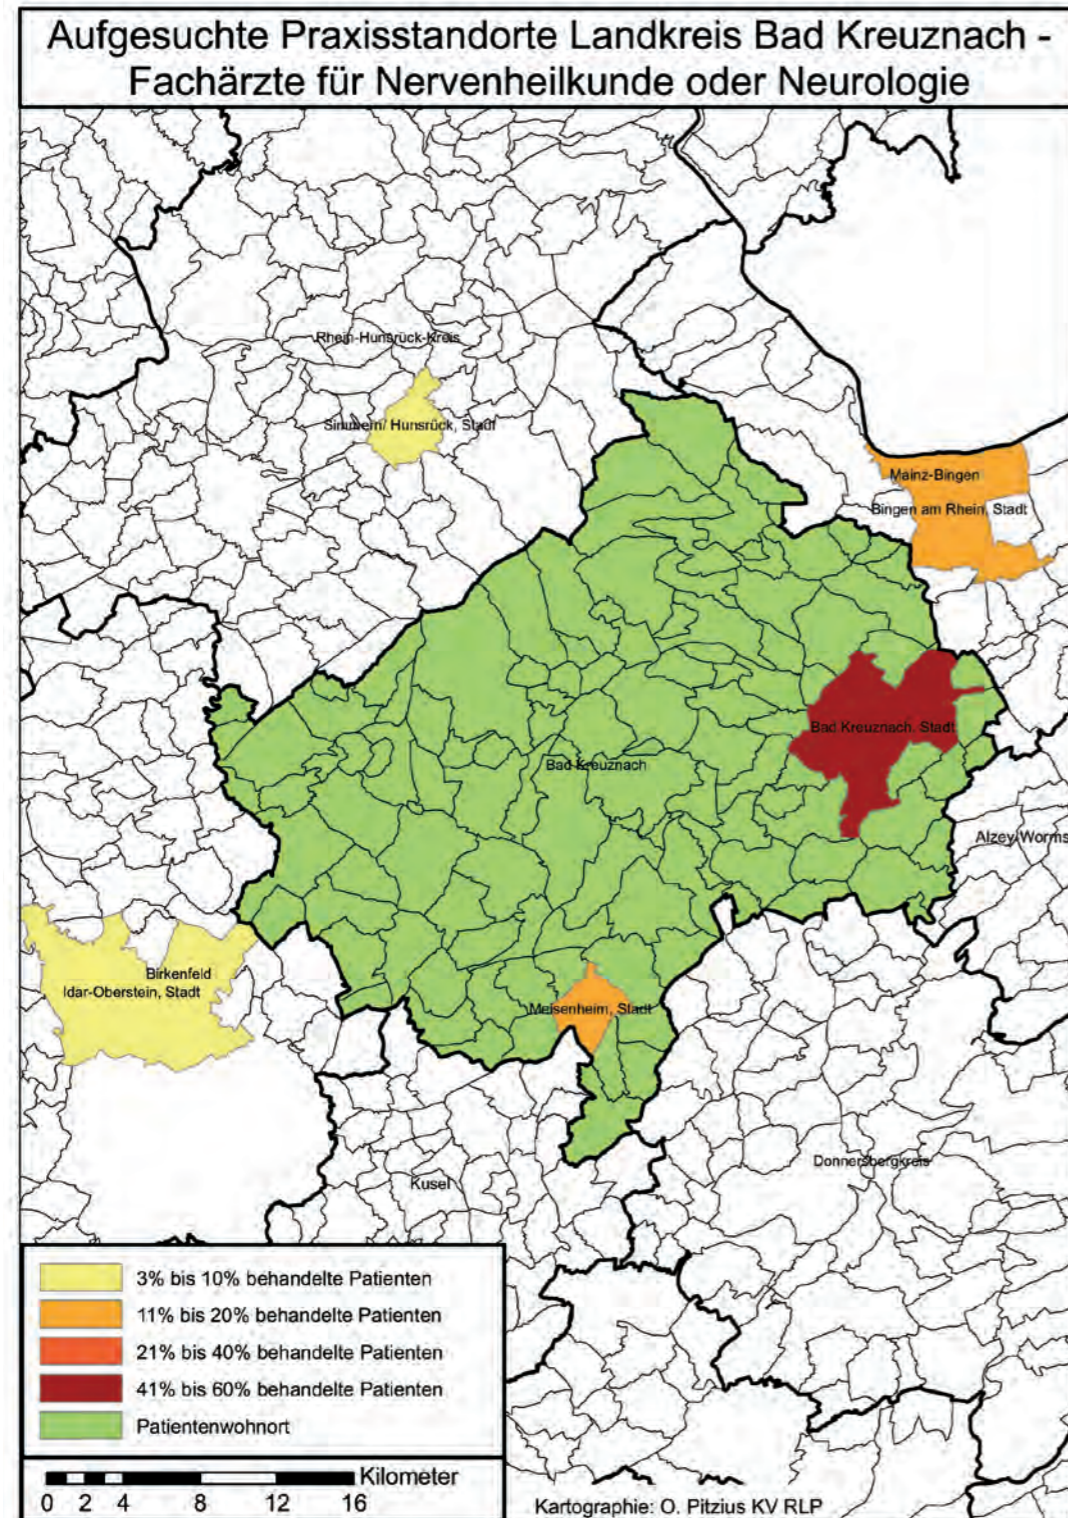 Aufgesuchte Praxisstandorte Landkreis Bad Kreuznach -
Fachärzte für Nervenheilkunde oder Neurologie
Rhein-Hunsrück-Kreis
Simmern/ Hunsrück, Stadt
Mainz-Bingen
Bingen am Rhein, Stadt
Bad Kreuznach, Stadt
Bad Kreuznach
Alzey-Worms
Birkenfeld
Idar-Oberstein, Stadt
Meisenheim, Stadt
Donnersbergkreis
Kusel
3% bis 10% behandelte Patienten
11% bis 20% behandelte Patienten
21% bis 40% behandelte Patienten
41% bis 60% behandelte Patienten
Patientenwohnort
Kilometer
0 2 4 8 12 16
Kartographie: O. Pitzius KV RLP